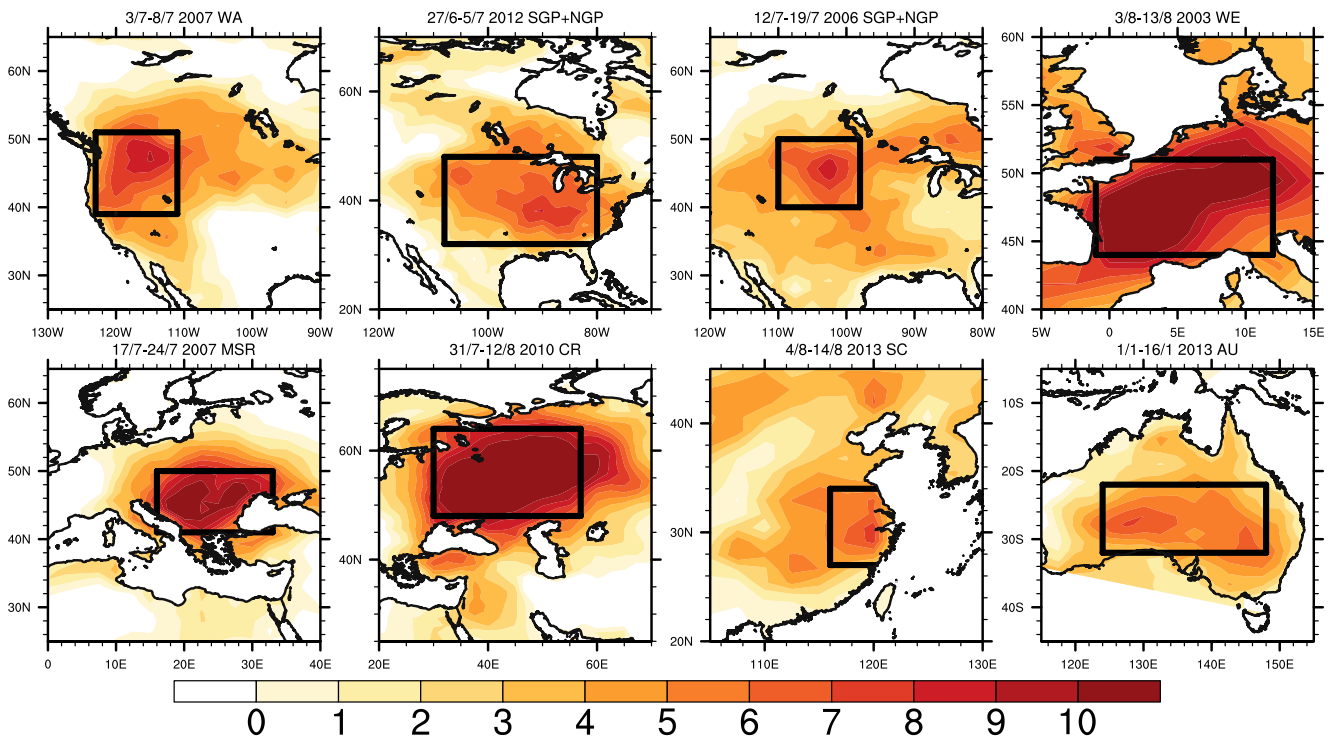 3/7-8/7 2007 WA
27/6-5/7 2012 SGP+NGP
12/7-19/7 2006 SGP+NGP
3/8-13/8 2003 WE
60N
50N
40N
30N
130W 120W 110W 100W 90W
70N
60N
50N
40N
30N
20N
120W 100W 80W
60N
50N
40N
30N
120W 110W 100W 90W 80W
60N
55N
50N
45N
40N
5W 0 5E 10E 15E
17/7-24/7 2007 MSR
31/7-12/8 2010 CR
4/8-14/8 2013 SC
1/1-16/1 2013 AU
60N
50N
40N
30N
0 10E 20E 30E 40E
60N
40N
20E 40E 60E
40N
30N
20N
110E 120E 130E
10S
20S
30S
40S
120E 130E 140E 150E
0 1 2 3 4 5 6 7 8 9 10